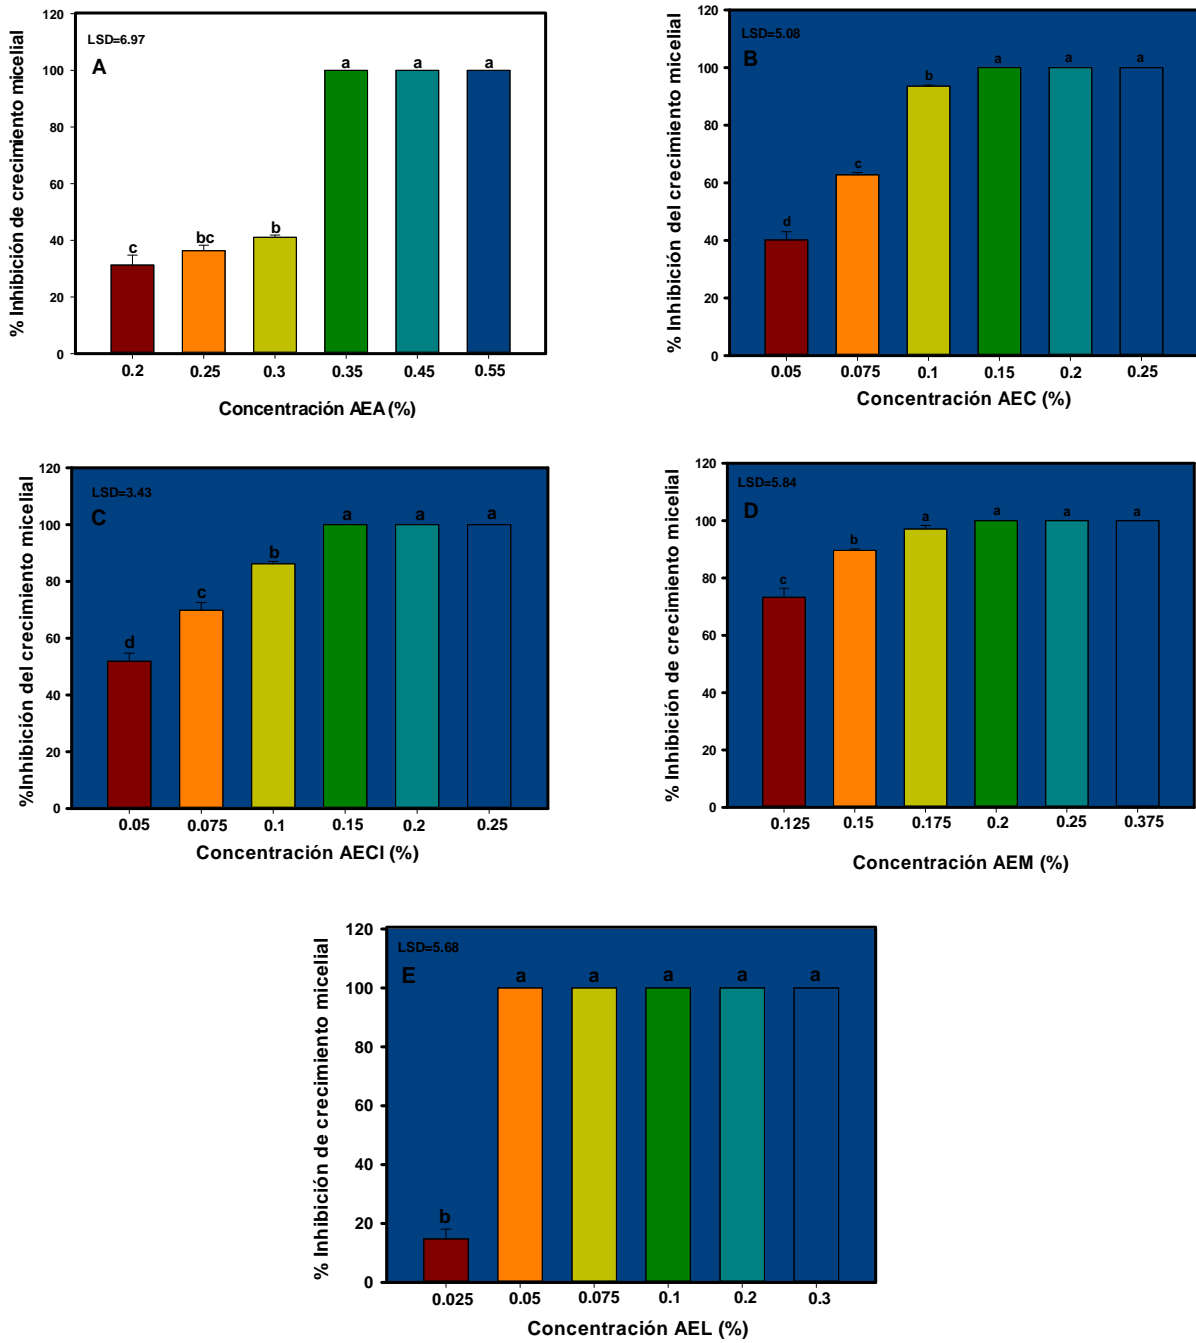 120
100
80
60
40
20
0
% Inhibición de crecimiento micelial
LSD=6.97
A
c
bc
b
a
a
a
0.2 0.25 0.3 0.35 0.45 0.55
Concentración AEA (%)
120
100
80
60
40
20
0
% Inhibición del crecimiento micelial
LSD=5.08
B
d
c
b
a
a
a
0.05 0.075 0.1 0.15 0.2 0.25
Concentración AEC (%)
120
100
80
60
40
20
0
%Inhibición del crecimiento micelial
LSD=3.43
C
d
c
b
a
a
a
0.05 0.075 0.1 0.15 0.2 0.25
Concentración AECl (%)
120
100
80
60
40
20
0
% Inhibición de crecimiento micelial
LSD=5.84
D
c
b
a
a
a
a
0.125 0.15 0.175 0.2 0.25 0.375
Concentración AEM (%)
120
100
80
60
40
20
0
% Inhibición de crecimiento micelial
LSD=5.68
E
b
a
a
a
a
a
0.025 0.05 0.075 0.1 0.2 0.3
Concentración AEL (%)